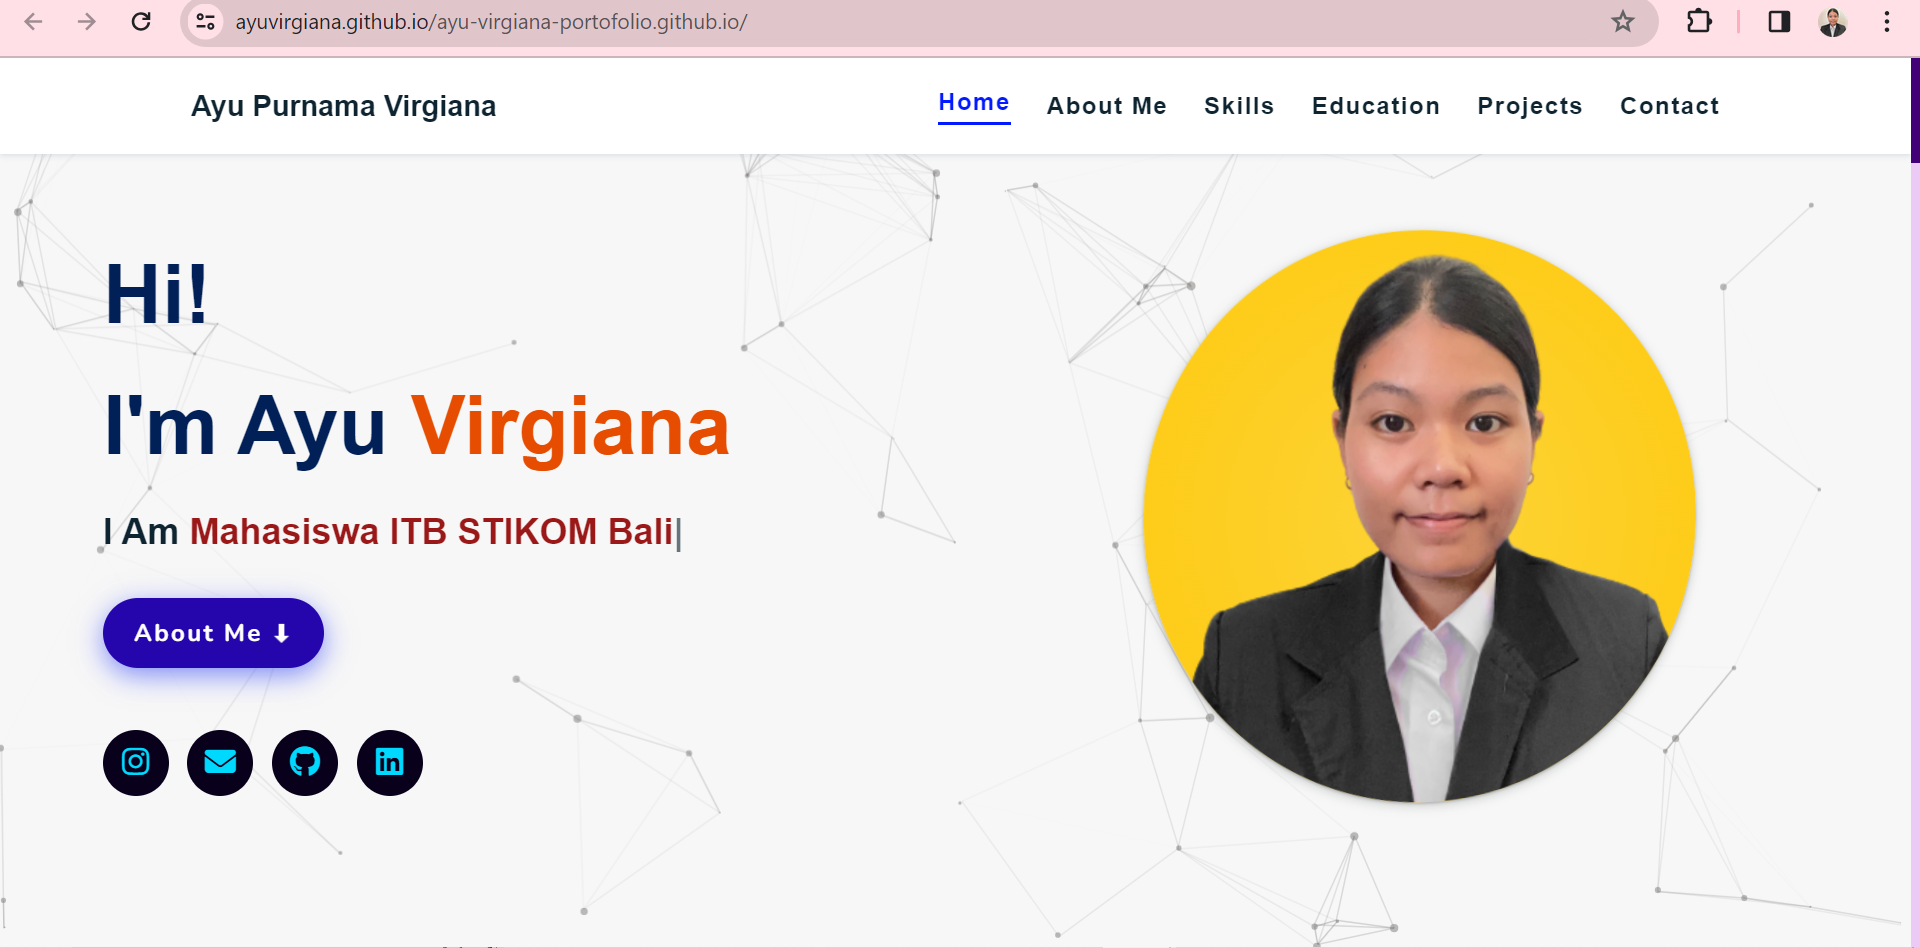 ayuvirgiana.github.io/ayu-virgiana-portofolio.github.io/
Ayu Purnama Virgiana
Home About Me Skills Education Projects Contact
Hi!
I'm Ayu Virgiana
I Am Mahasiswa ITB STIKOM Bali|
About Me ⬇
in